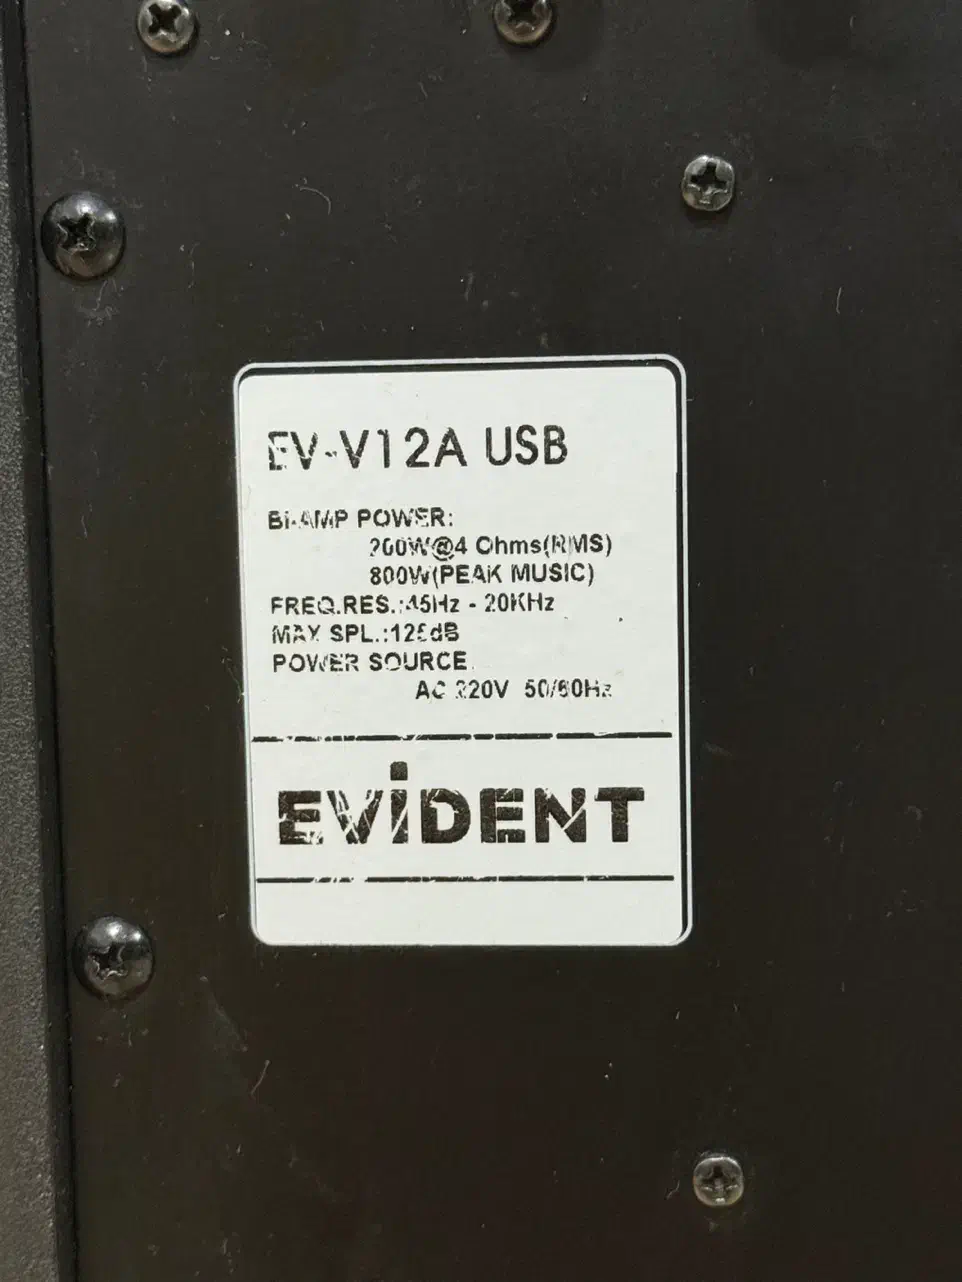 EV-V12A USB
BI-AMP POWER:
200W@4 Ohms(RMS)
800W(PEAK MUSIC)
FREQ.RES.:45Hz - 20KHz
MAX SPL.:
POWER SOURCE
AC 220V 50/60Hz
EViDENT